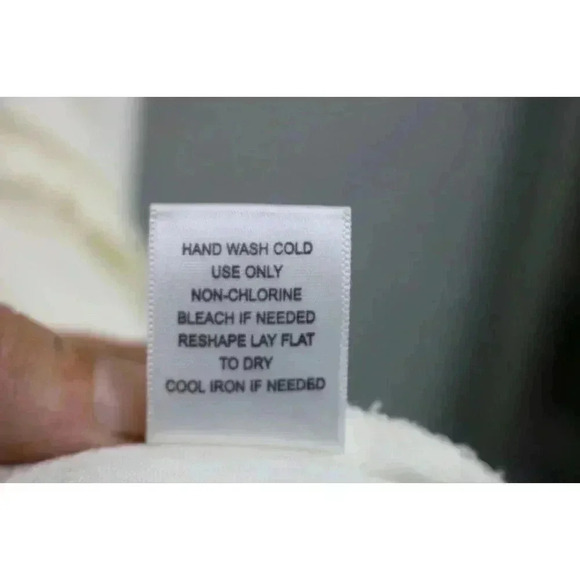 HAND WASH COLD
USE ONLY
NON-CHLORINE
BLEACH IF NEEDED
RESHAPE LAY FLAT
TO DRY
COOL IRON IF NEEDED